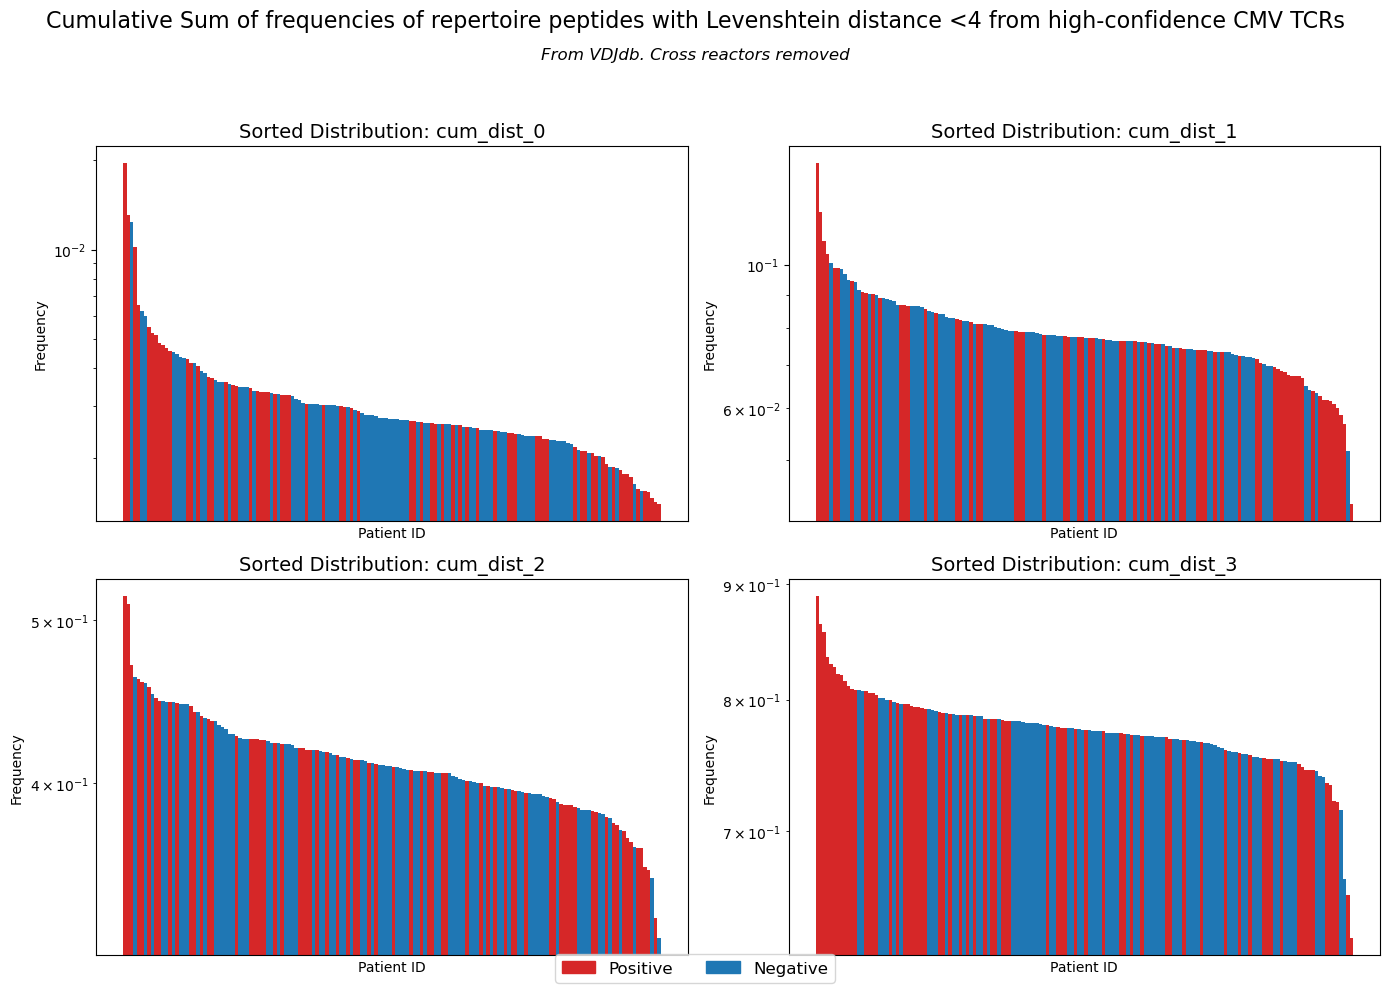 Cumulative Sum of frequencies of repertoire peptides with Levenshtein distance <4 from high-confidence CMV TCRs
From VDJdb. Cross reactors removed
Sorted Distribution: cum_dist_0
Frequency
10⁻²
Patient ID
Sorted Distribution: cum_dist_1
Frequency
10⁻¹
6 × 10⁻²
Patient ID
Sorted Distribution: cum_dist_2
Frequency
5 × 10⁻¹
4 × 10⁻¹
Patient ID
Sorted Distribution: cum_dist_3
Frequency
9 × 10⁻¹
8 × 10⁻¹
7 × 10⁻¹
Patient ID
Positive Negative